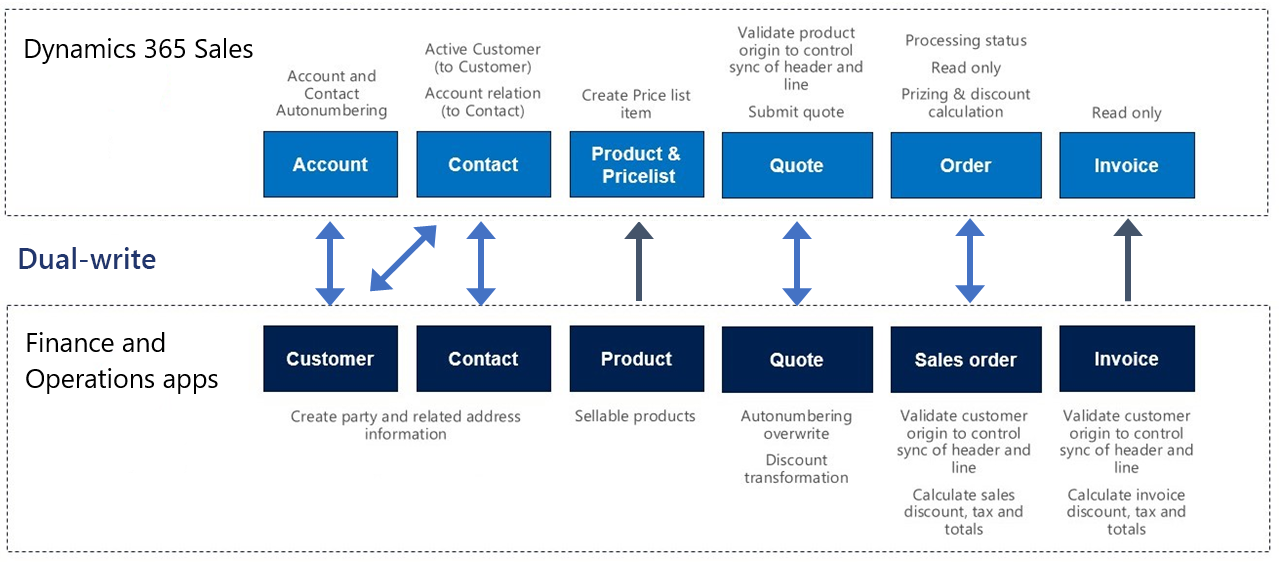 Dynamics 365 Sales
Account and
Contact
Autonumbering
Active Customer
(to Customer)
Account relation
(to Contact)
Create Price list
item
Validate product
origin to control
sync of header and
line
Submit quote
Processing status
Read only
Prizing & discount
calculation
Read only
Account
Contact
Product &
Pricelist
Quote
Order
Invoice
Dual-write
Finance and
Operations apps
Customer
Contact
Product
Quote
Sales order
Invoice
Create party and related address
information
Sellable products
Autonumbering
overwrite
Discount
transformation
Validate customer
origin to control
sync of header and
line
Calculate sales
discount, tax and
totals
Validate customer
origin to control
sync of header and
line
Calculate invoice
discount, tax and
totals